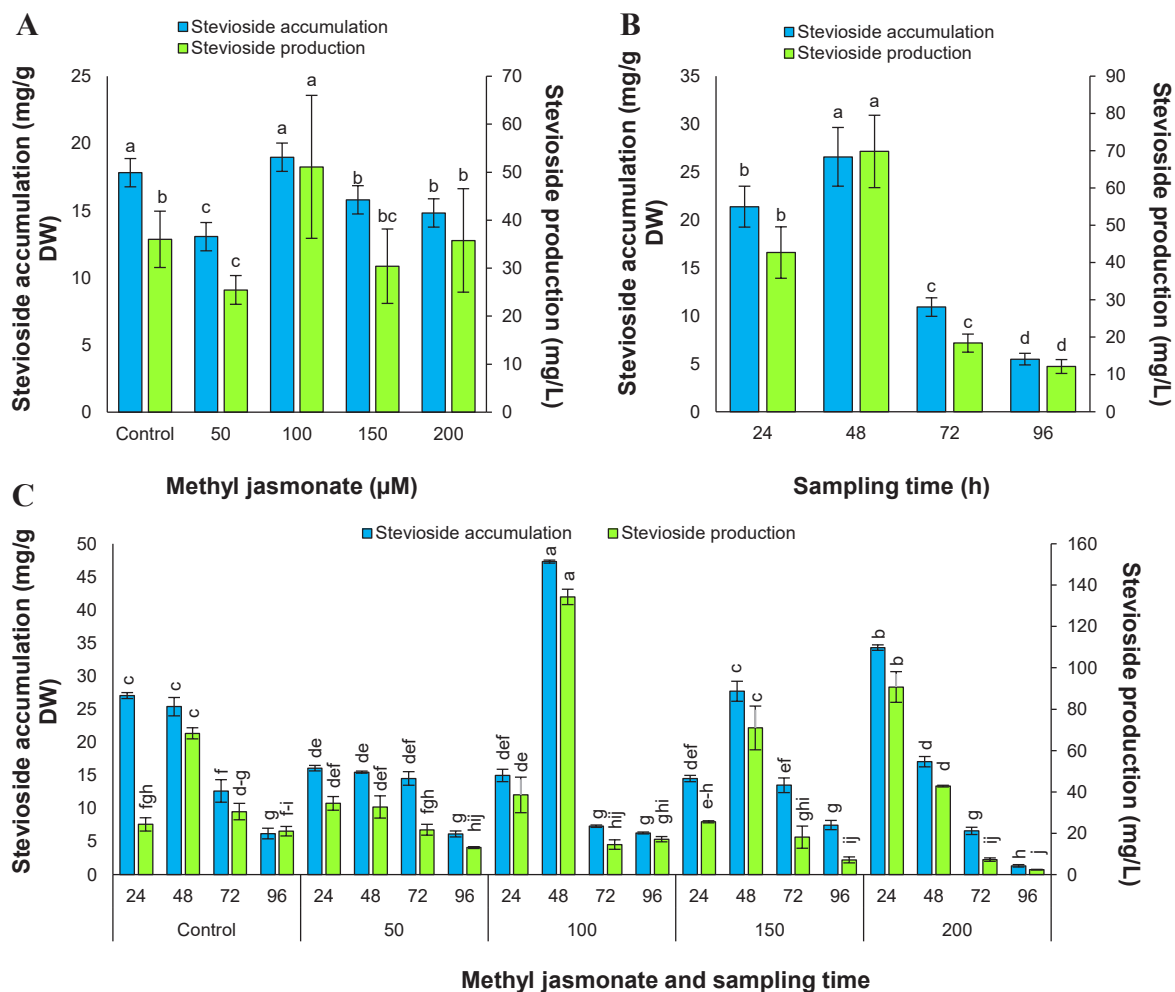 A
Stevioside accumulation
Stevioside production
Stevioside accumulation (mg/g
DW)
25
20
15
10
5
0
70
60
50
40
30
20
10
0
Stevioside production (mg/L)
a
b
c
c
a
a
b
bc
b
b
Control
50
100
150
200
Methyl jasmonate (µM)
B
Stevioside accumulation
Stevioside production
Stevioside accumulation (mg/g
DW)
35
30
25
20
15
10
5
0
90
80
70
60
50
40
30
20
10
0
Stevioside production (mg/L)
b
b
a
a
c
c
d
d
24
48
72
96
Sampling time (h)
C
Stevioside accumulation
Stevioside production
Stevioside accumulation (mg/g
DW)
50
45
40
35
30
25
20
15
10
5
0
160
140
120
100
80
60
40
20
0
Stevioside production (mg/L)
c
fgh
c
c
f
d-g
g
f-i
de
def
de
def
def
fgh
g
hij
def
de
a
a
g
hij
g
ghi
def
e-h
c
c
ef
ghi
g
ij
b
b
d
d
g
ij
h
j
24 48 72 96 24 48 72 96 24 48 72 96 24 48 72 96 24 48 72 96
Control 50 100 150 200
Methyl jasmonate and sampling time